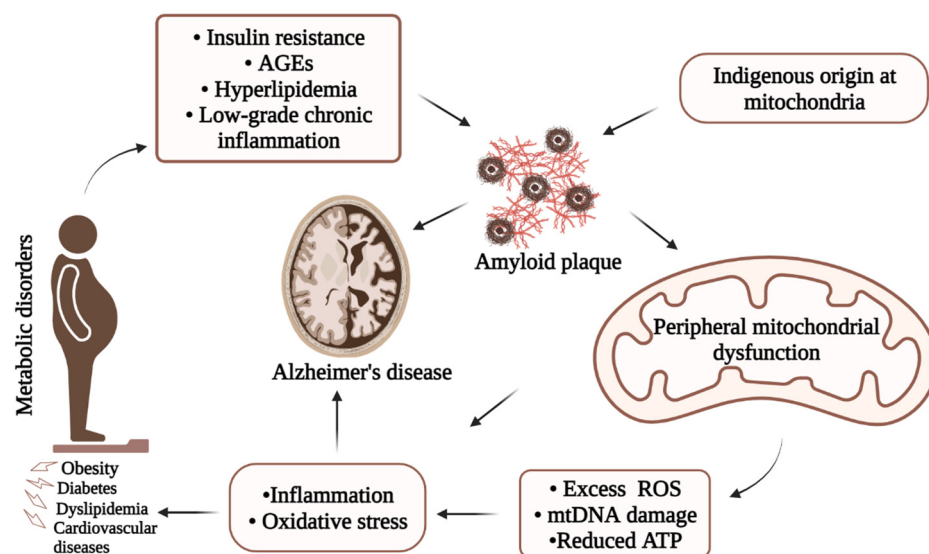 • Insulin resistance
• AGEs
• Hyperlipidemia
• Low-grade chronic
inflammation
Indigenous origin at
mitochondria
Amyloid plaque
Metabolic disorders
Alzheimer's disease
Peripheral mitochondrial
dysfunction
Obesity
Diabetes
Dyslipidemia
Cardiovascular
diseases
•Inflammation
• Oxidative stress
• Excess ROS
• mtDNA damage
•Reduced ATP